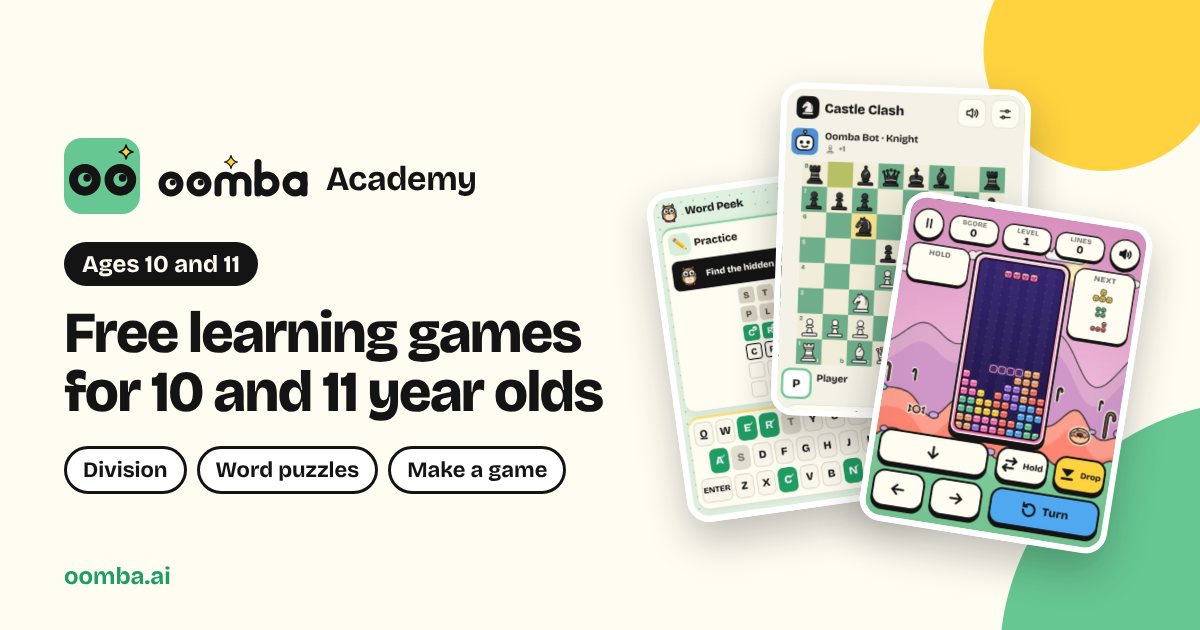 oomba Academy
Ages 10 and 11
Free learning games
for 10 and 11 year olds
Division
Word puzzles
Make a game
oomba.ai
Word Peek
Practice
Find the hidden
S T
P L
C R
C
Q W E R T
A S D F G H J
ENTER Z X C V B N
Castle Clash
Oomba Bot · Knight
+1
P
Player
SCORE
0
LEVEL
1
LINES
0
HOLD
NEXT
Hold
Drop
Turn